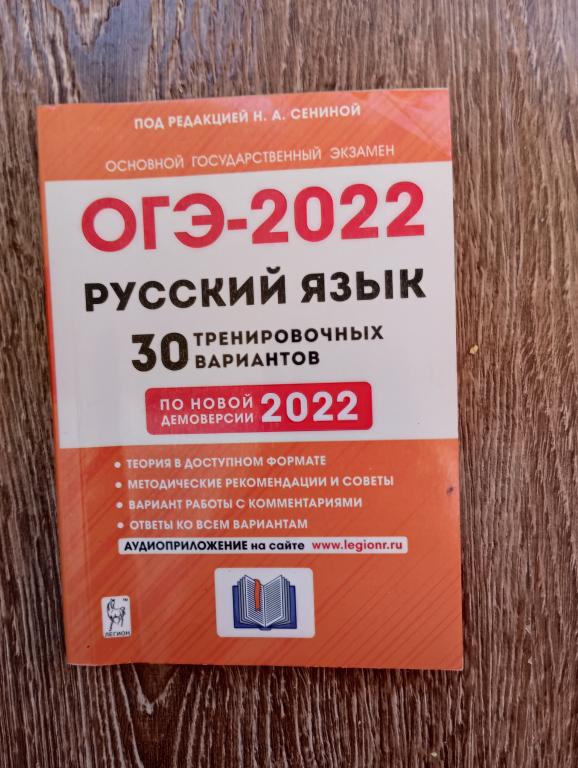 ПОД РЕДАКЦИЕЙ Н. А. СЕНИНОЙ
ОСНОВНОЙ ГОСУДАРСТВЕННЫЙ ЭКЗАМЕН
ОГЭ-2022
РУССКИЙ ЯЗЫК
30 ТРЕНИРОВОЧНЫХ
ВАРИАНТОВ
ПО НОВОЙ
ДЕМОВЕРСИИ 2022
• ТЕОРИЯ В ДОСТУПНОМ ФОРМАТЕ
• МЕТОДИЧЕСКИЕ РЕКОМЕНДАЦИИ И СОВЕТЫ
• ВАРИАНТ РАБОТЫ С КОММЕНТАРИЯМИ
• ОТВЕТЫ КО ВСЕМ ВАРИАНТАМ
АУДИОПРИЛОЖЕНИЕ на сайте www.legionr.ru
ЛЕГИОН